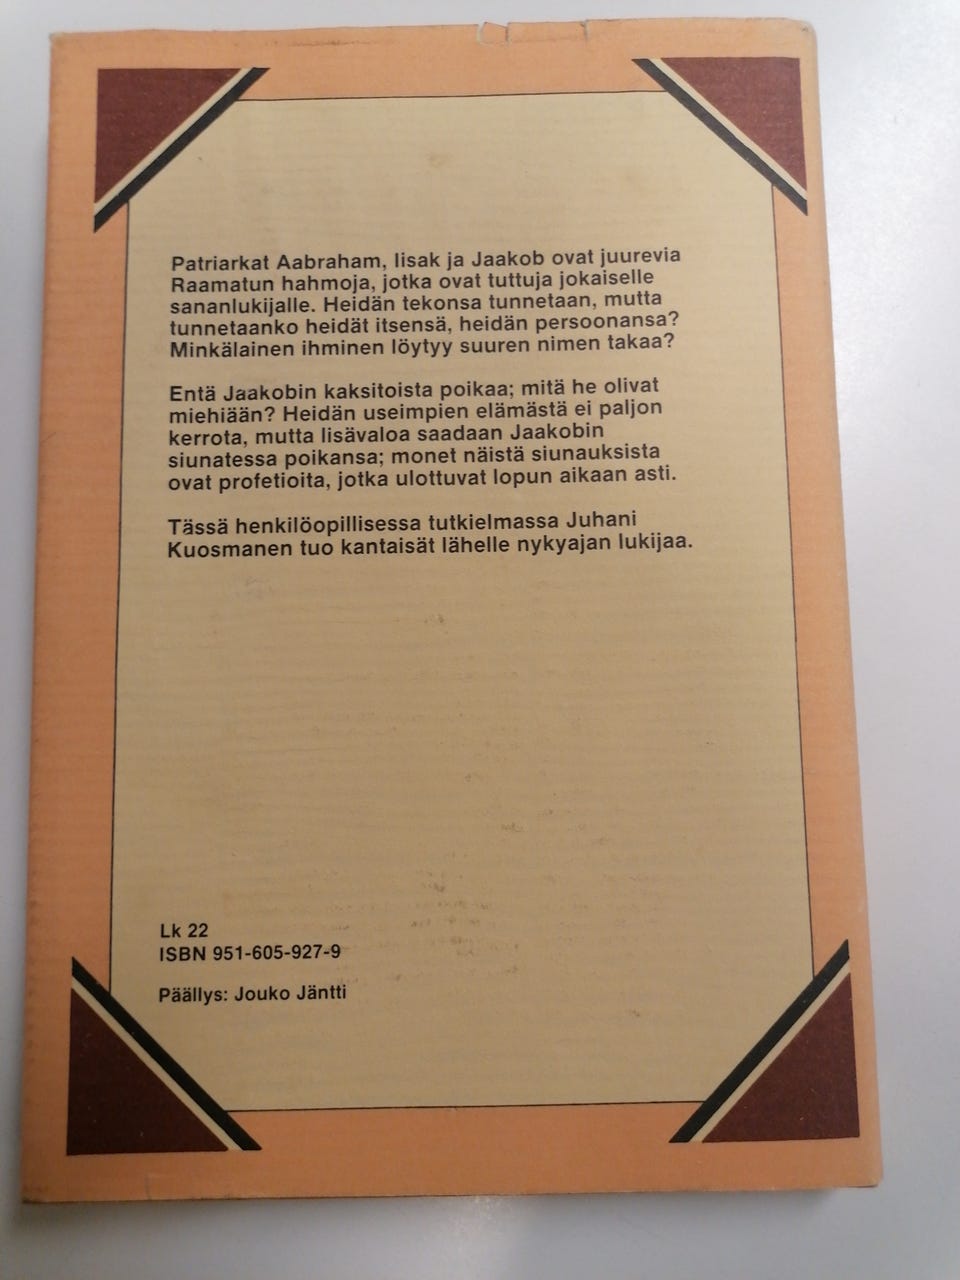 Patriarkat Aabraham, Iisak ja Jaakob ovat juurevia
Raamatun hahmoja, jotka ovat tuttuja jokaiselle
sananlukijalle. Heidän tekonsa tunnetaan, mutta
tunnetaanko heidät itsensä, heidän persoonansa?
Minkälainen ihminen löytyy suuren nimen takaa?
Entä Jaakobin kaksitoista poikaa; mitä he olivat
miehiään? Heidän useimpien elämästä ei paljon
kerrota, mutta lisävaloa saadaan Jaakobin
siunatessa poikansa; monet näistä siunauksista
ovat profetioita, jotka ulottuvat lopun aikaan asti.
Tässä henkilöopillisessa tutkielmassa Juhani
Kuosmanen tuo kantaisät lähelle nykyajan lukijaa.
Lk 22
ISBN 951-605-927-9
Päällys: Jouko Jäntti